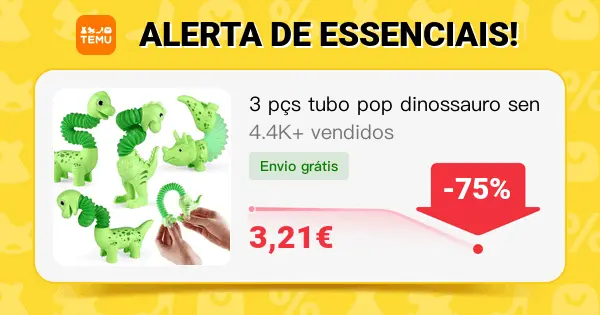 TEMU
ALERTA DE ESSENCIAIS!
3 pçs tubo pop dinossauro sen
4.4K+ vendidos
Envio grátis
-75%
3,21€